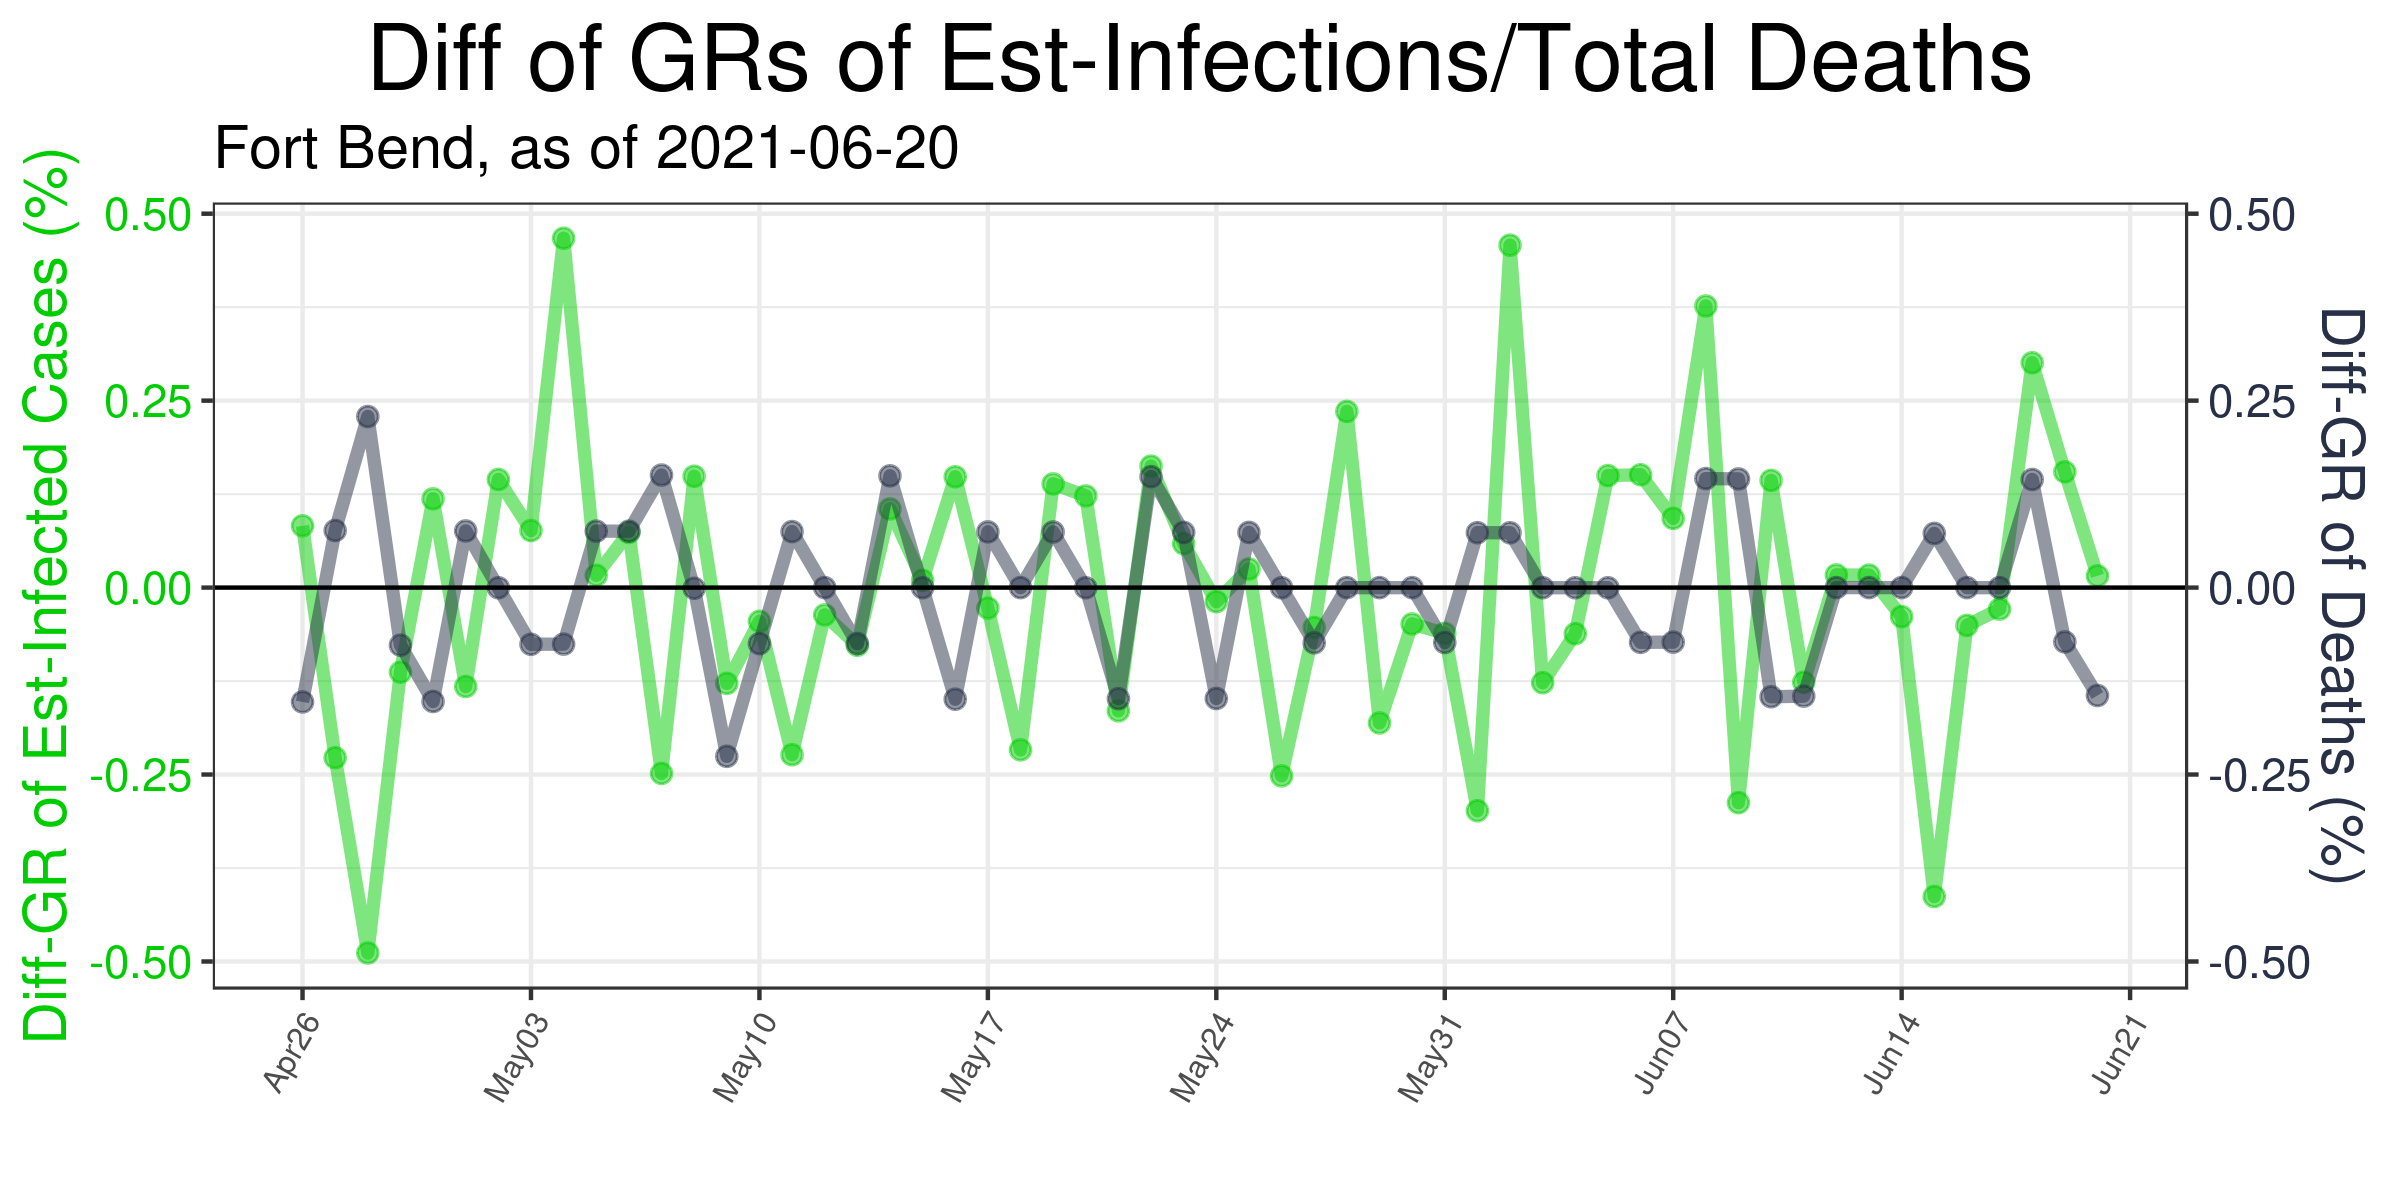 Diff of GRs of Est-Infections/Total Deaths
Fort Bend, as of 2021-06-20
Diff-GR of Est-Infected Cases (%)
0.50
0.25
0.00
-0.25
-0.50
0.50
0.25
0.00
-0.25
-0.50
Diff-GR of Deaths (%)
Apr26
May03
May10
May17
May24
May31
Jun07
Jun14
Jun21